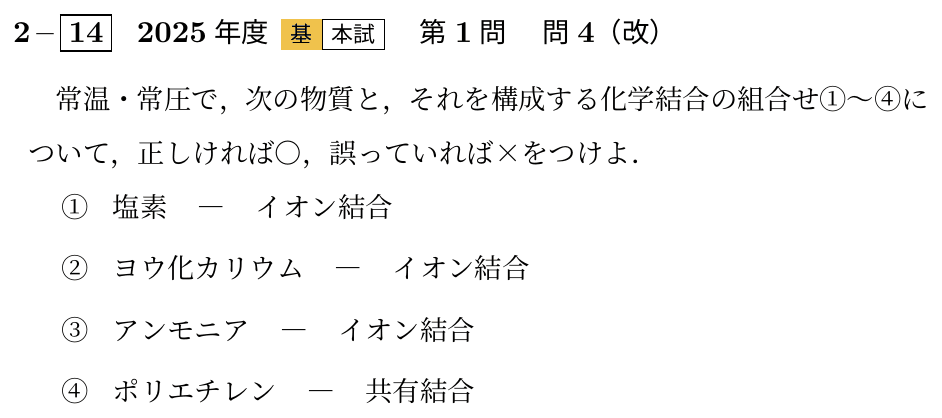 2－14 2025年度 基 本試 第1問 問4（改）
常温・常圧で，次の物質と，それを構成する化学結合の組合せ①～④に
ついて，正しければ○，誤っていれば×をつけよ．
① 塩素 ― イオン結合
② ヨウ化カリウム ― イオン結合
③ アンモニア ― イオン結合
④ ポリエチレン ― 共有結合